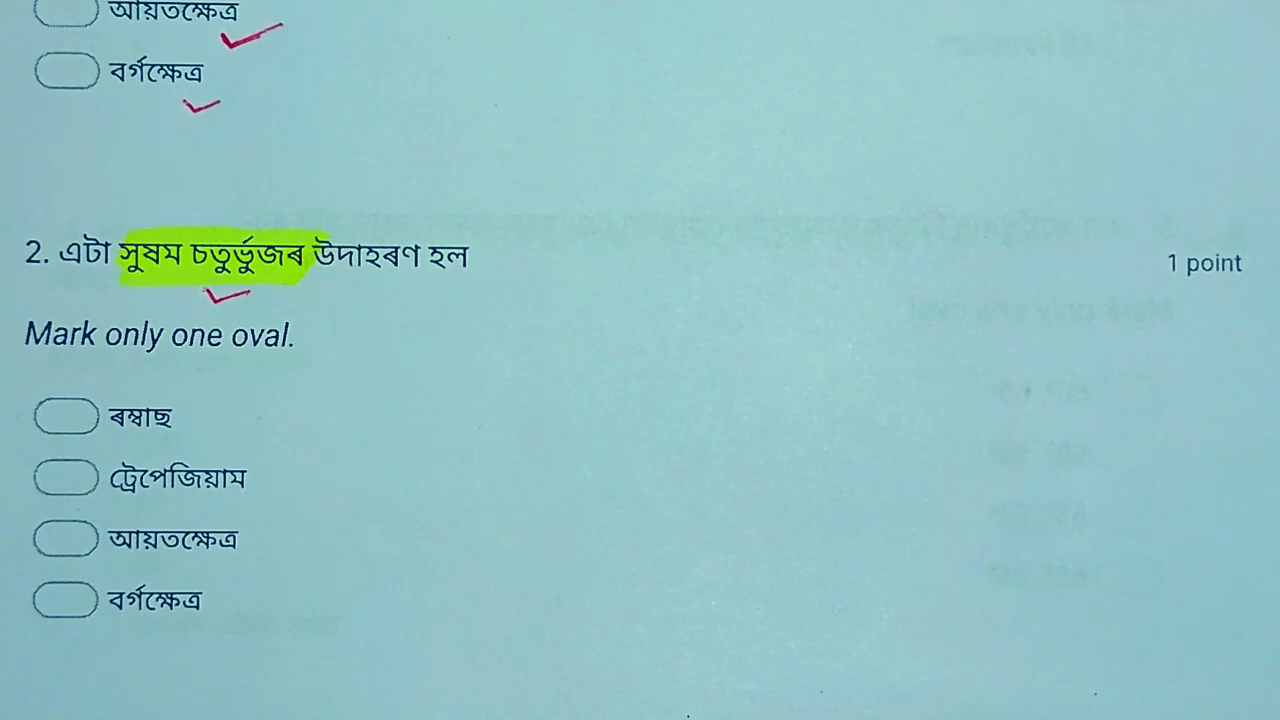 আয়তক্ষেত্ৰ
বৰ্গক্ষেত্ৰ
2. এটা সুষম চতুৰ্ভুজৰ উদাহৰণ হল
1 point
Mark only one oval.
ৰম্বাছ
ট্ৰেপেজিয়াম
আয়তক্ষেত্ৰ
বৰ্গক্ষেত্ৰ